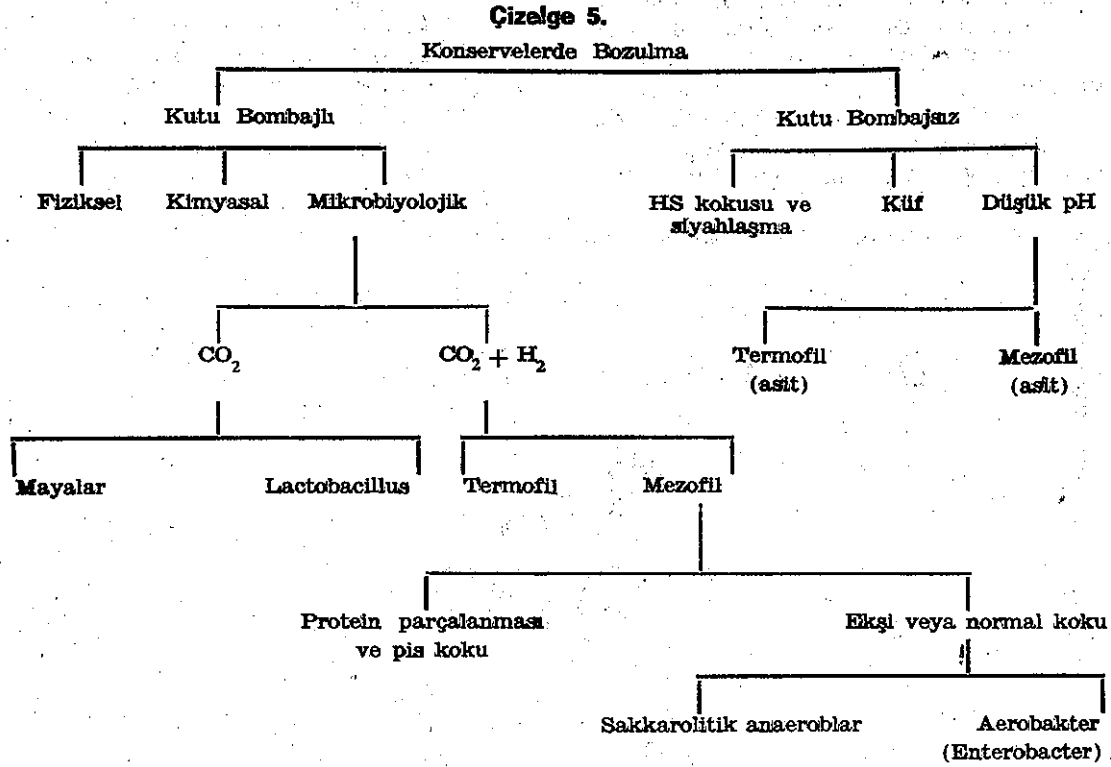 Çizelge 5.
Konservelerde Bozulma
Kutu Bombajlı
Kutu Bombajsız
Fiziksel
Kimyasal
Mikrobiyolojik
HS kokusu ve
siyahlaşma
Küf
Düşük pH
CO₂
CO₂ + H₂
Termofil
(asit)
Mezofil
(asit)
Mayalar
Lactobacillus
Termofil
Mezofil
Protein parçalanması
ve pis koku
Ekşi veya normal koku
Sakkarolitik anaeroblar
Aerobakter
(Enterobacter)